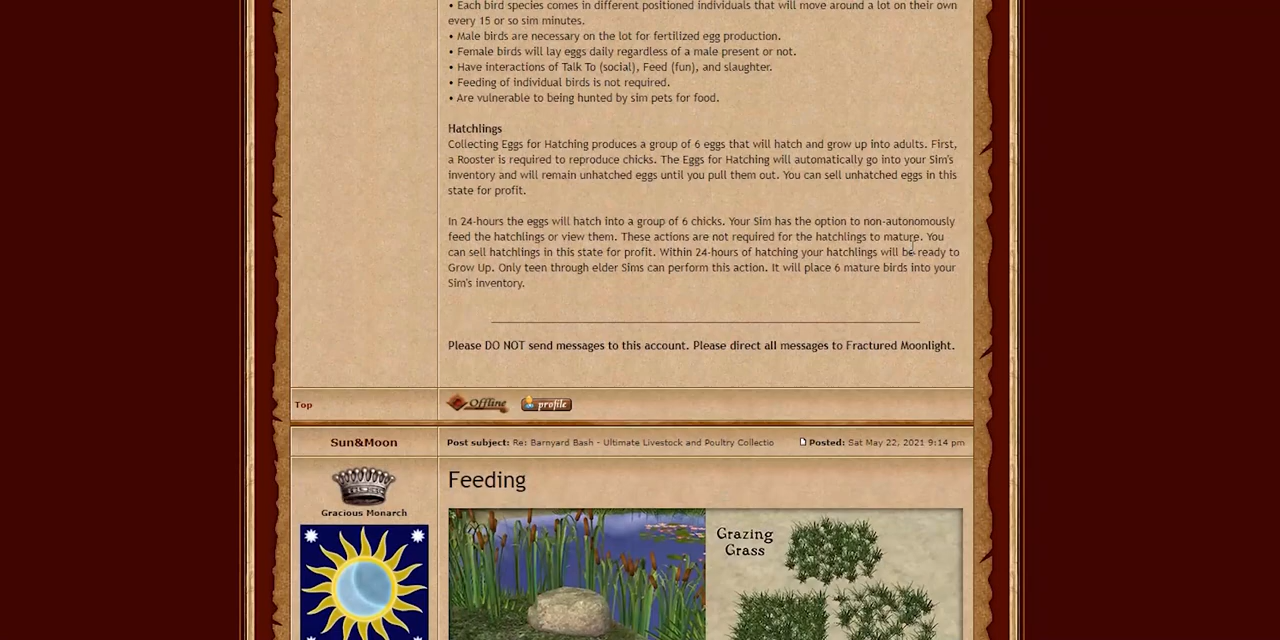 • Each bird species comes in different positioned individuals that will move around a lot on their own
every 15 or so sim minutes.
• Male birds are necessary on the lot for fertilized egg production.
• Female birds will lay eggs daily regardless of a male present or not.
• Have interactions of Talk To (social), Feed (fun), and slaughter.
• Feeding of individual birds is not required.
• Are vulnerable to being hunted by sim pets for food.
Hatchlings
Collecting Eggs for Hatching produces a group of 6 eggs that will hatch and grow up into adults. First,
a Rooster is required to reproduce chicks. The Eggs for Hatching will automatically go into your Sim's
inventory and will remain unhatched eggs until you pull them out. You can sell unhatched eggs in this
state for profit.
In 24-hours the eggs will hatch into a group of 6 chicks. Your Sim has the option to non-autonomously
feed the hatchlings or view them. These actions are not required for the hatchlings to mature. You
can sell hatchlings in this state for profit. Within 24-hours of hatching your hatchlings will be ready to
Grow Up. Only teen through elder Sims can perform this action. It will place 6 mature birds into your
Sim's inventory.
Please DO NOT send messages to this account. Please direct all messages to Fractured Moonlight.
Top
Offline
profile
Sun&Moon
Post subject: Re: Barnyard Bash - Ultimate Livestock and Poultry Collectio
Posted: Sat May 22, 2021 9:14 pm
Gracious Monarch
Feeding
Grazing
Grass